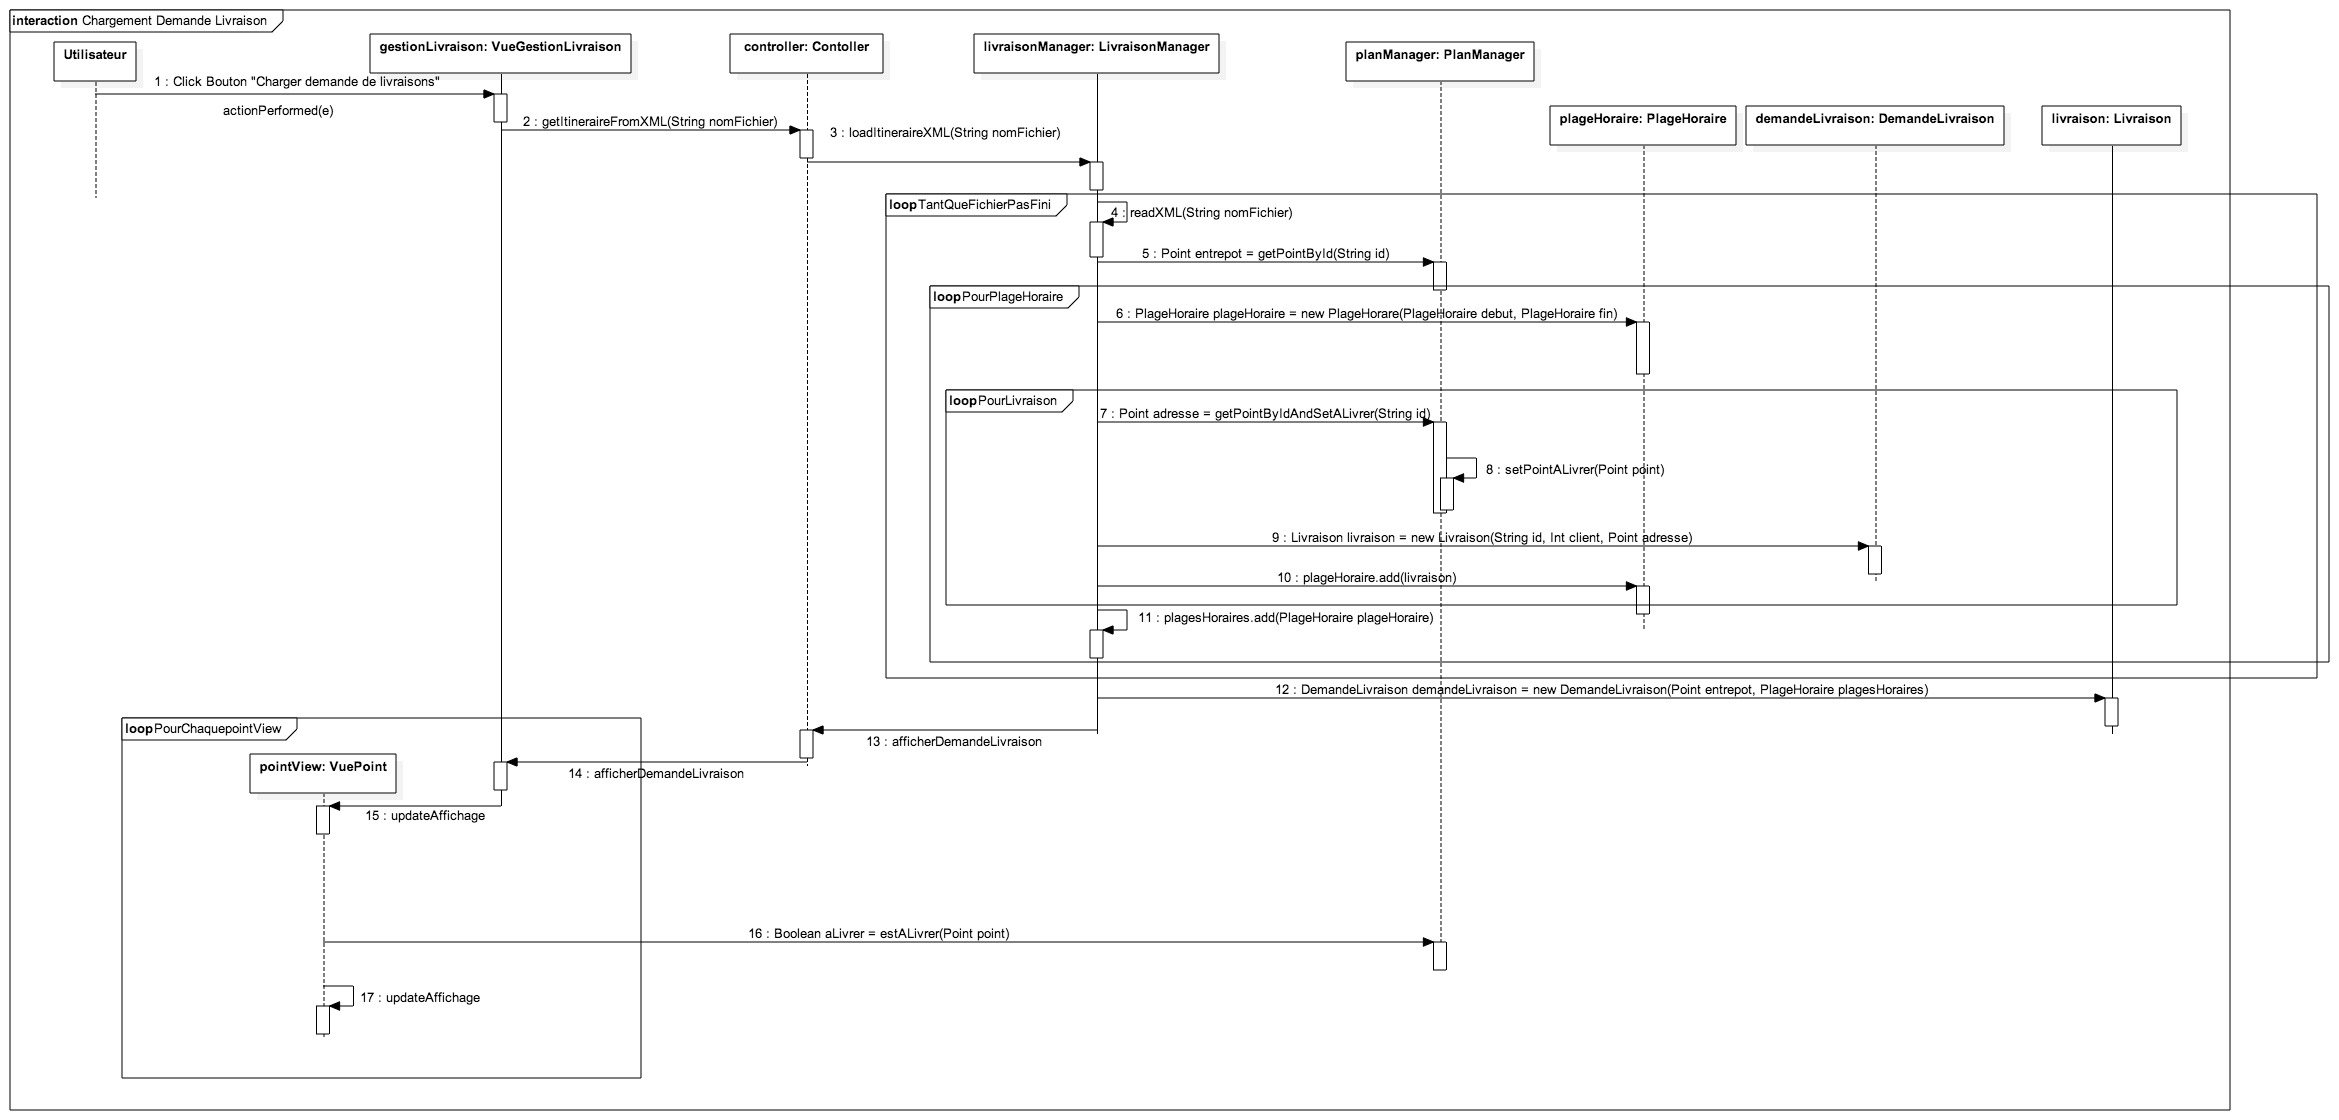 interaction Chargement Demande Livraison
Utilisateur
gestionLivraison: VueGestionLivraison
controller: Contoller
livraisonManager: LivraisonManager
planManager: PlanManager
plageHoraire: PlageHoraire
demandeLivraison: DemandeLivraison
livraison: Livraison
1 : Click Bouton "Charger demande de livraisons"
actionPerformed(e)
2 : getItineraireFromXML(String nomFichier)
3 : loadItineraireXML(String nomFichier)
loop TantQueFichierPasFini
4 : readXML(String nomFichier)
5 : Point entrepot = getPointById(String id)
loop PourPlageHoraire
6 : PlageHoraire plageHoraire = new PlageHorare(PlageHoraire debut, PlageHoraire fin)
loop PourLivraison
7 : Point adresse = getPointByIdAndSetALivrer(String id)
8 : setPointALivrer(Point point)
9 : Livraison livraison = new Livraison(String id, Int client, Point adresse)
10 : plageHoraire.add(livraison)
11 : plagesHoraires.add(PlageHoraire plageHoraire)
12 : DemandeLivraison demandeLivraison = new DemandeLivraison(Point entrepot, PlageHoraire plagesHoraires)
loop PourChaquepointView
13 : afficherDemandeLivraison
pointView: VuePoint
14 : afficherDemandeLivraison
15 : updateAffichage
16 : Boolean aLivrer = estALivrer(Point point)
17 : updateAffichage